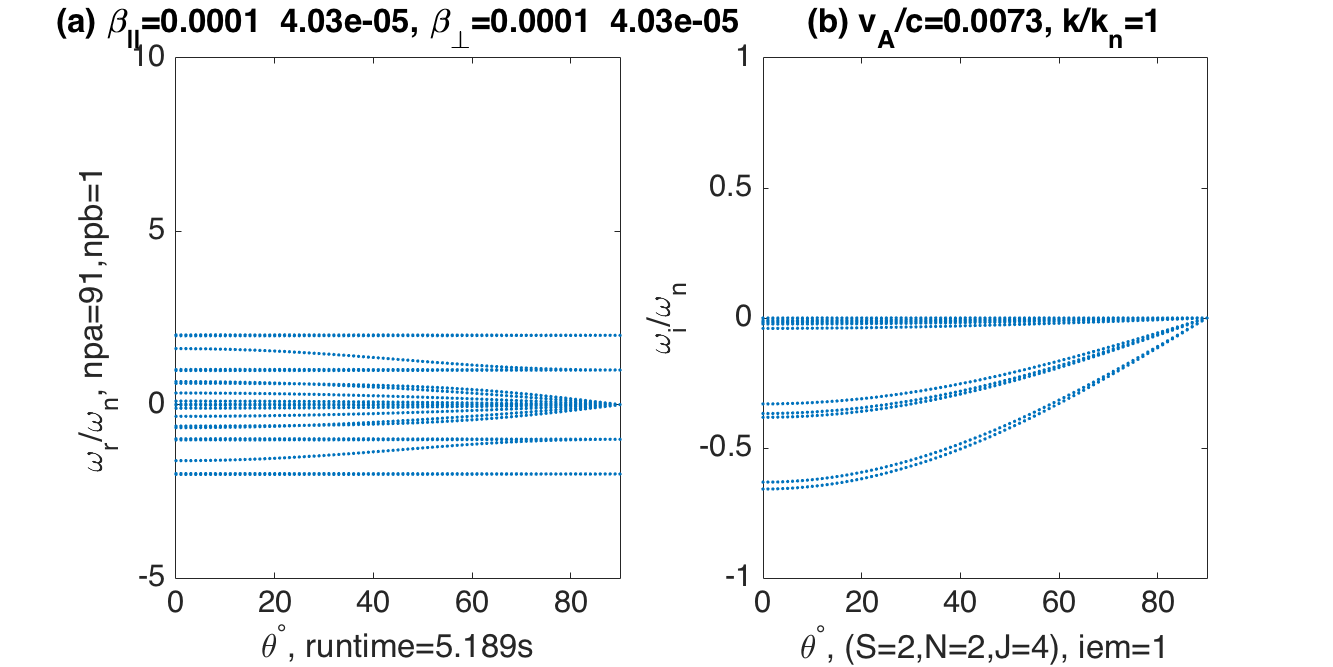 (a) β||=0.0001 4.03e-05, β⊥=0.0001 4.03e-05
ωr/ωn, npa=91,npb=1
10
5
0
-5
0 20 40 60 80
θ°, runtime=5.189s
(b) vA/c=0.0073, k/kn=1
ωi/ωn
1
0.5
0
-0.5
-1
0 20 40 60 80
θ°, (S=2,N=2,J=4), iem=1